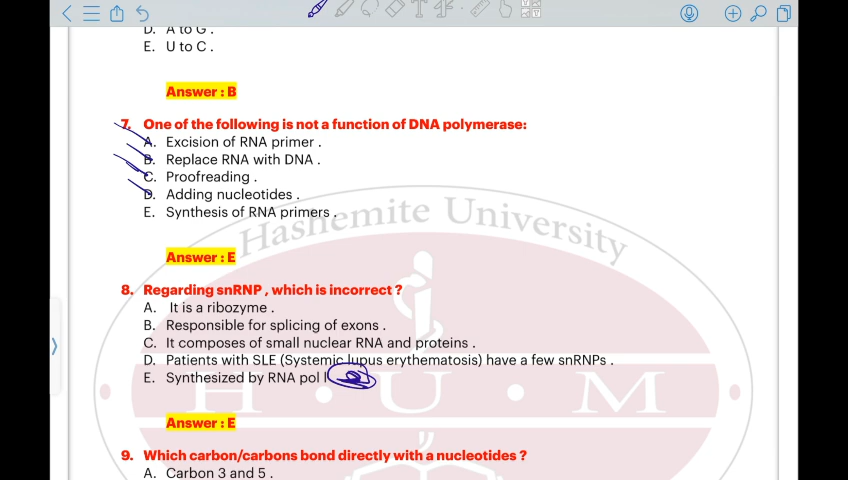 D. A to G .
E. U to C .
Answer : B
7. One of the following is not a function of DNA polymerase:
A. Excision of RNA primer .
B. Replace RNA with DNA .
C. Proofreading .
D. Adding nucleotides .
E. Synthesis of RNA primers .
Hashemite University
Answer : E
8. Regarding snRNP , which is incorrect ?
A. It is a ribozyme .
B. Responsible for splicing of exons .
C. It composes of small nuclear RNA and proteins .
D. Patients with SLE (Systemic lupus erythematosis) have a few snRNPs .
E. Synthesized by RNA pol I
H . U . M
Answer : E
9. Which carbon/carbons bond directly with a nucleotides ?
A. Carbon 3 and 5 .